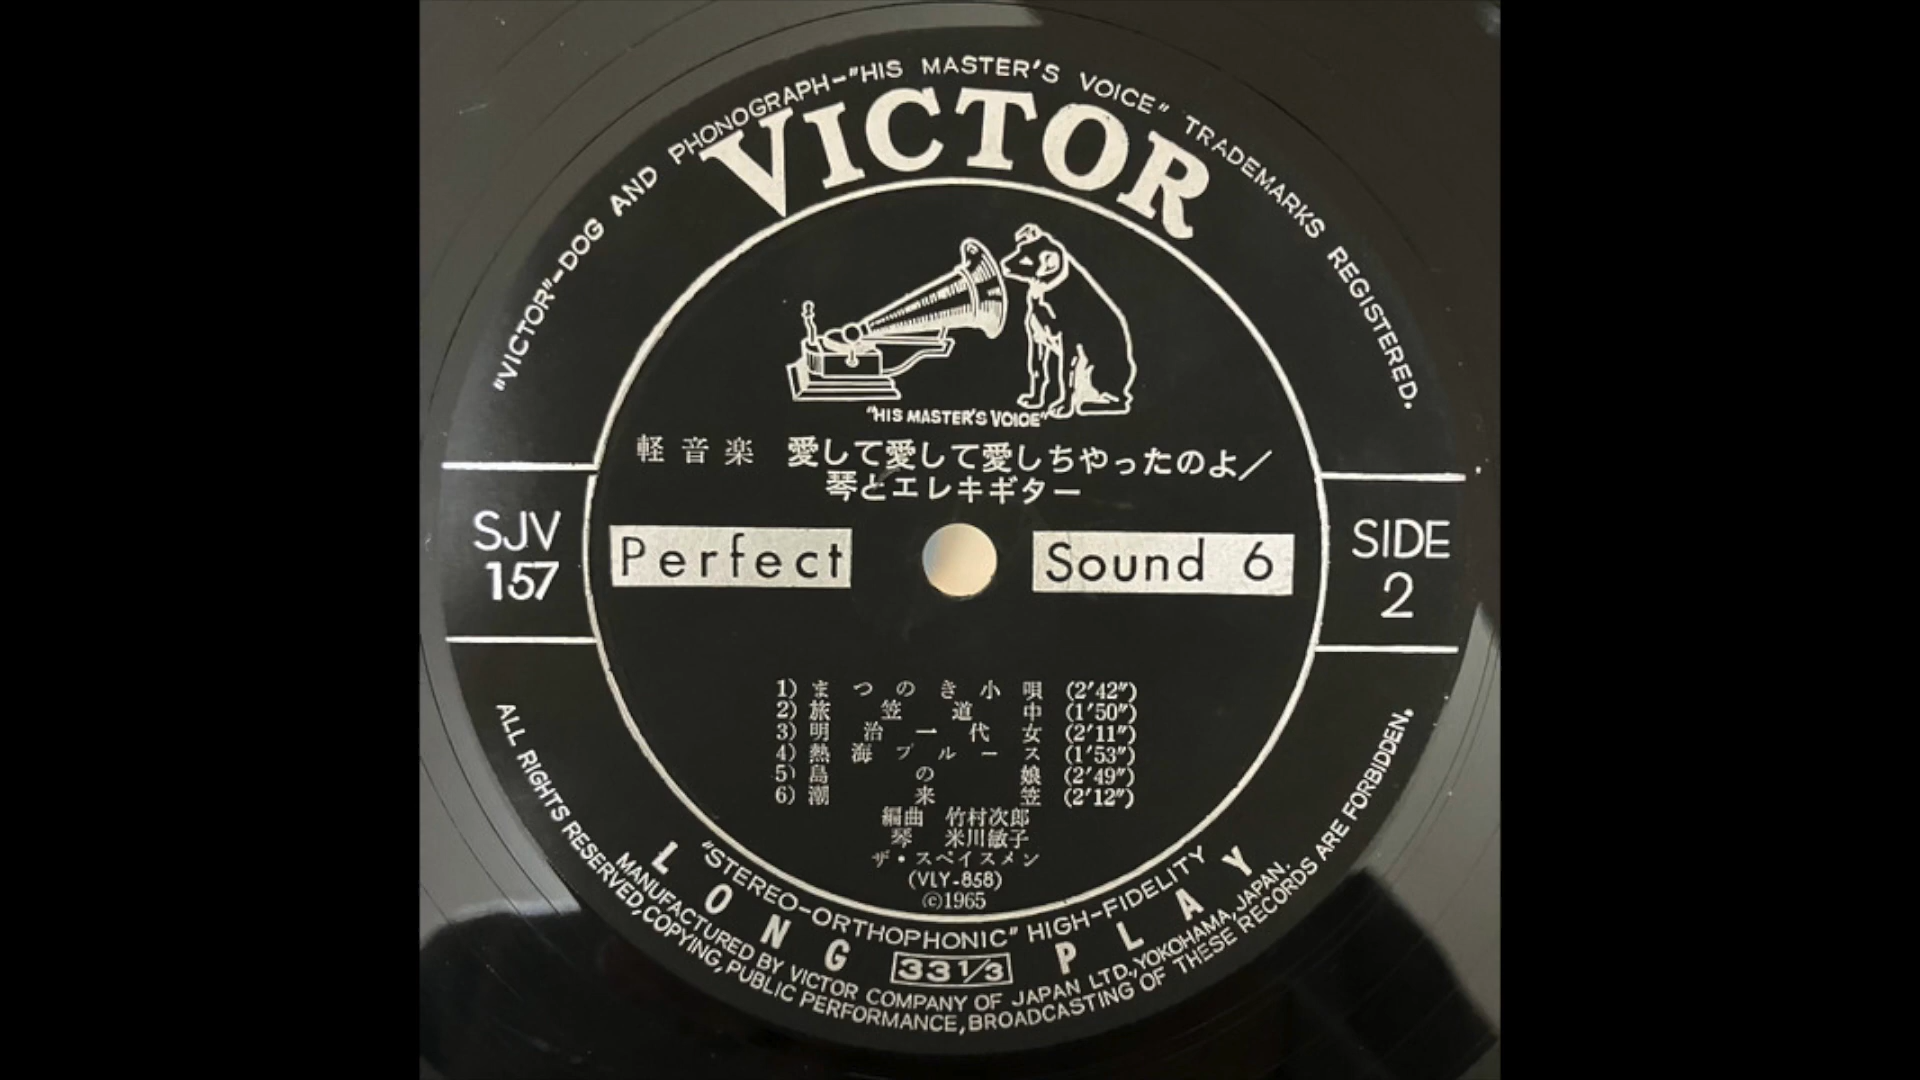 "VICTOR"-DOG AND PHONOGRAPH-"HIS MASTER'S VOICE" TRADEMARKS REGISTERED.
VICTOR
"HIS MASTER'S VOICE"
軽音楽 愛して愛して愛しちやったのよ／
琴とエレキギター
SJV
157
Perfect Sound 6
SIDE
2
1) まつのき小唄 (2'42")
2) 旅笠道中 (1'50")
3) 明治一代女 (2'11")
4) 熱海ブルース (1'53")
5)島の娘 (2'49")
6) 潮来笠 (2'12")
編曲 竹村次郎
琴 米川敏子
ザ・スペイスメン
(VLY-858)
©1965
"STEREO-ORTHOPHONIC" HIGH-FIDELITY
LONG 33 1/3 PLAY
MANUFACTURED BY VICTOR COMPANY OF JAPAN LTD., YOKOHAMA, JAPAN.
ALL RIGHTS RESERVED, COPYING, PUBLIC PERFORMANCE, BROADCASTING OF THESE RECORDS ARE FORBIDDEN.